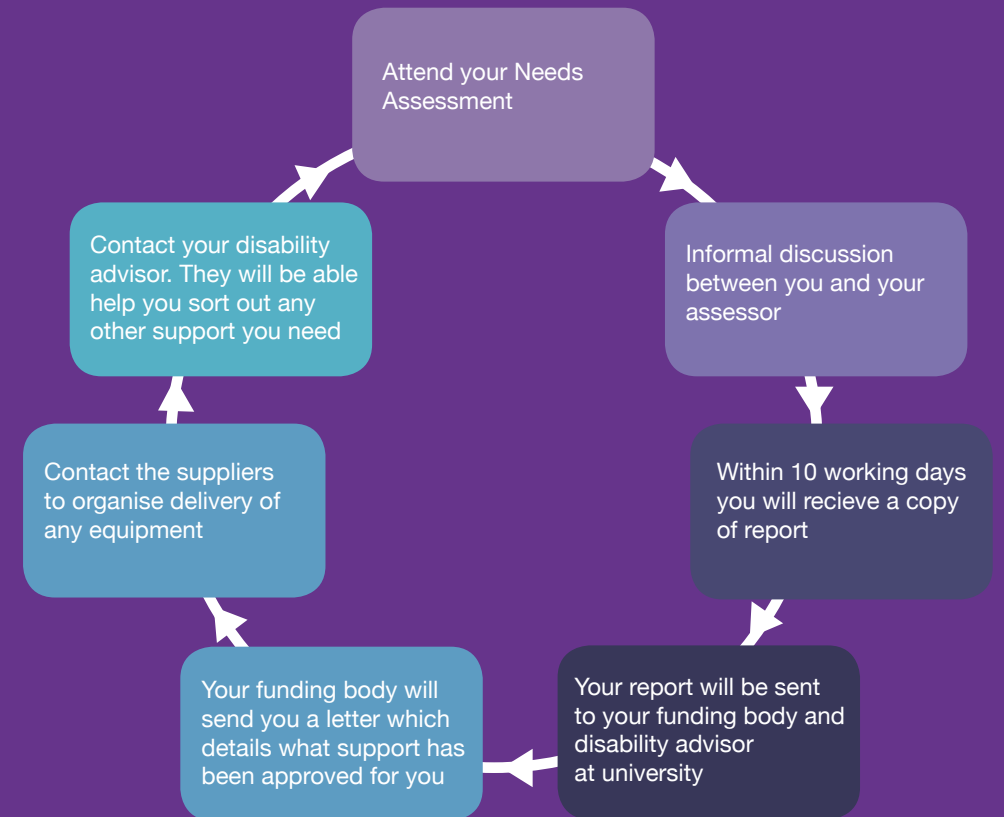 Attend your Needs
Assessment
Informal discussion
between you and your
assessor
Within 10 working days
you will recieve a copy
of report
Your report will be sent
to your funding body and
disability advisor
at university
Your funding body will
send you a letter which
details what support has
been approved for you
Contact the suppliers
to organise delivery of
any equipment
Contact your disability
advisor. They will be able
help you sort out any
other support you need